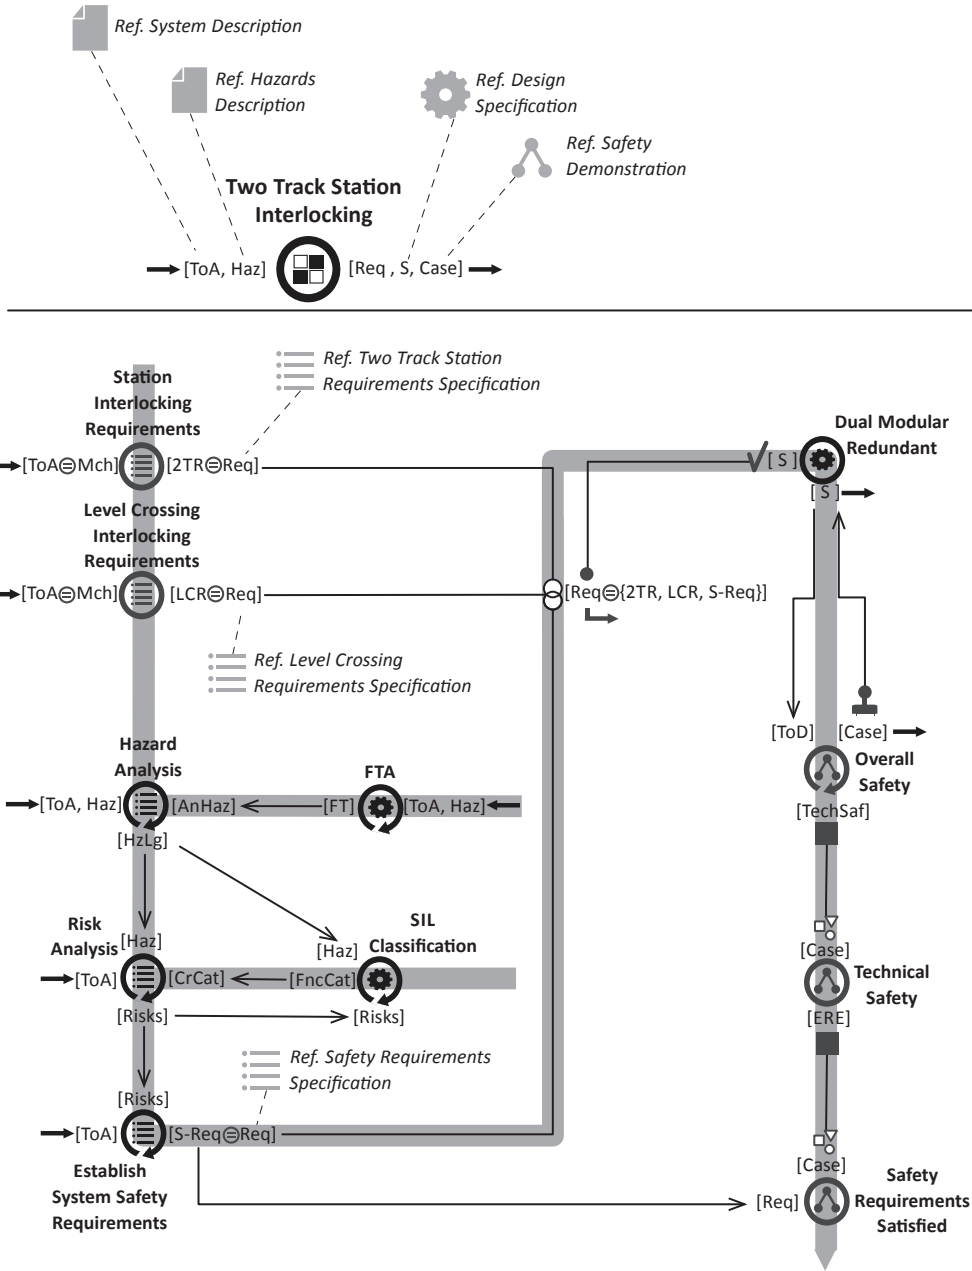 Ref. System Description
Ref. Hazards
Description
Ref. Design
Specification
Ref. Safety
Demonstration
Two Track Station
Interlocking
[ToA, Haz]
[Req , S, Case]
Ref. Two Track Station
Requirements Specification
Station
Interlocking
Requirements
[ToA⊜Mch]
[2TR⊜Req]
Dual Modular
Redundant
[ S ]
[ S ]
Level Crossing
Interlocking
Requirements
[ToA⊜Mch]
[LCR⊜Req]
[Req⊜{2TR, LCR, S-Req}]
Ref. Level Crossing
Requirements Specification
[ToD]
[Case]
Overall
Safety
[TechSaf]
Hazard
Analysis
FTA
[ToA, Haz]
[AnHaz]
[FT]
[ToA, Haz]
[HzLg]
Risk
Analysis
[Haz]
[Haz]
SIL
Classification
[ToA]
[CrCat]
[FncCat]
[Risks]
[Risks]
[Case]
Technical
Safety
[ERE]
Ref. Safety Requirements
Specification
[Risks]
[ToA]
[S-Req⊜Req]
Establish
System Safety
Requirements
[Case]
[Req]
Safety
Requirements
Satisfied